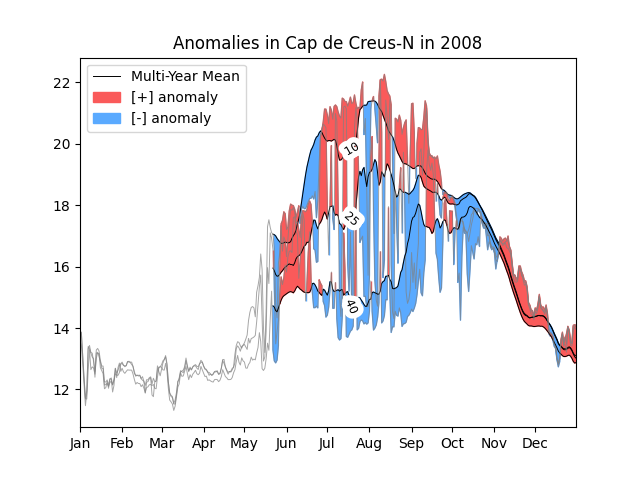 Anomalies in Cap de Creus-N in 2008
Multi-Year Mean
[+] anomaly
[-] anomaly
22
20
18
16
14
12
10
25
40
Jan Feb Mar Apr May Jun Jul Aug Sep Oct Nov Dec